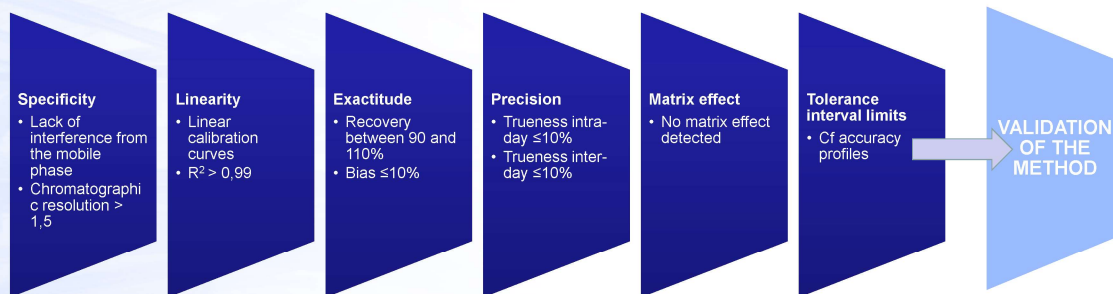 Specificity
• Lack of
interference from
the mobile
phase
• Chromatographi
c resolution >
1,5
Linearity
• Linear
calibration
curves
• R² > 0,99
Exactitude
• Recovery
between 90 and
110%
• Bias ≤10%
Precision
• Trueness intra-
day ≤10%
• Trueness inter-
day ≤10%
Matrix effect
• No matrix effect
detected
Tolerance
interval limits
• Cf accuracy
profiles
VALIDATION
OF THE
METHOD